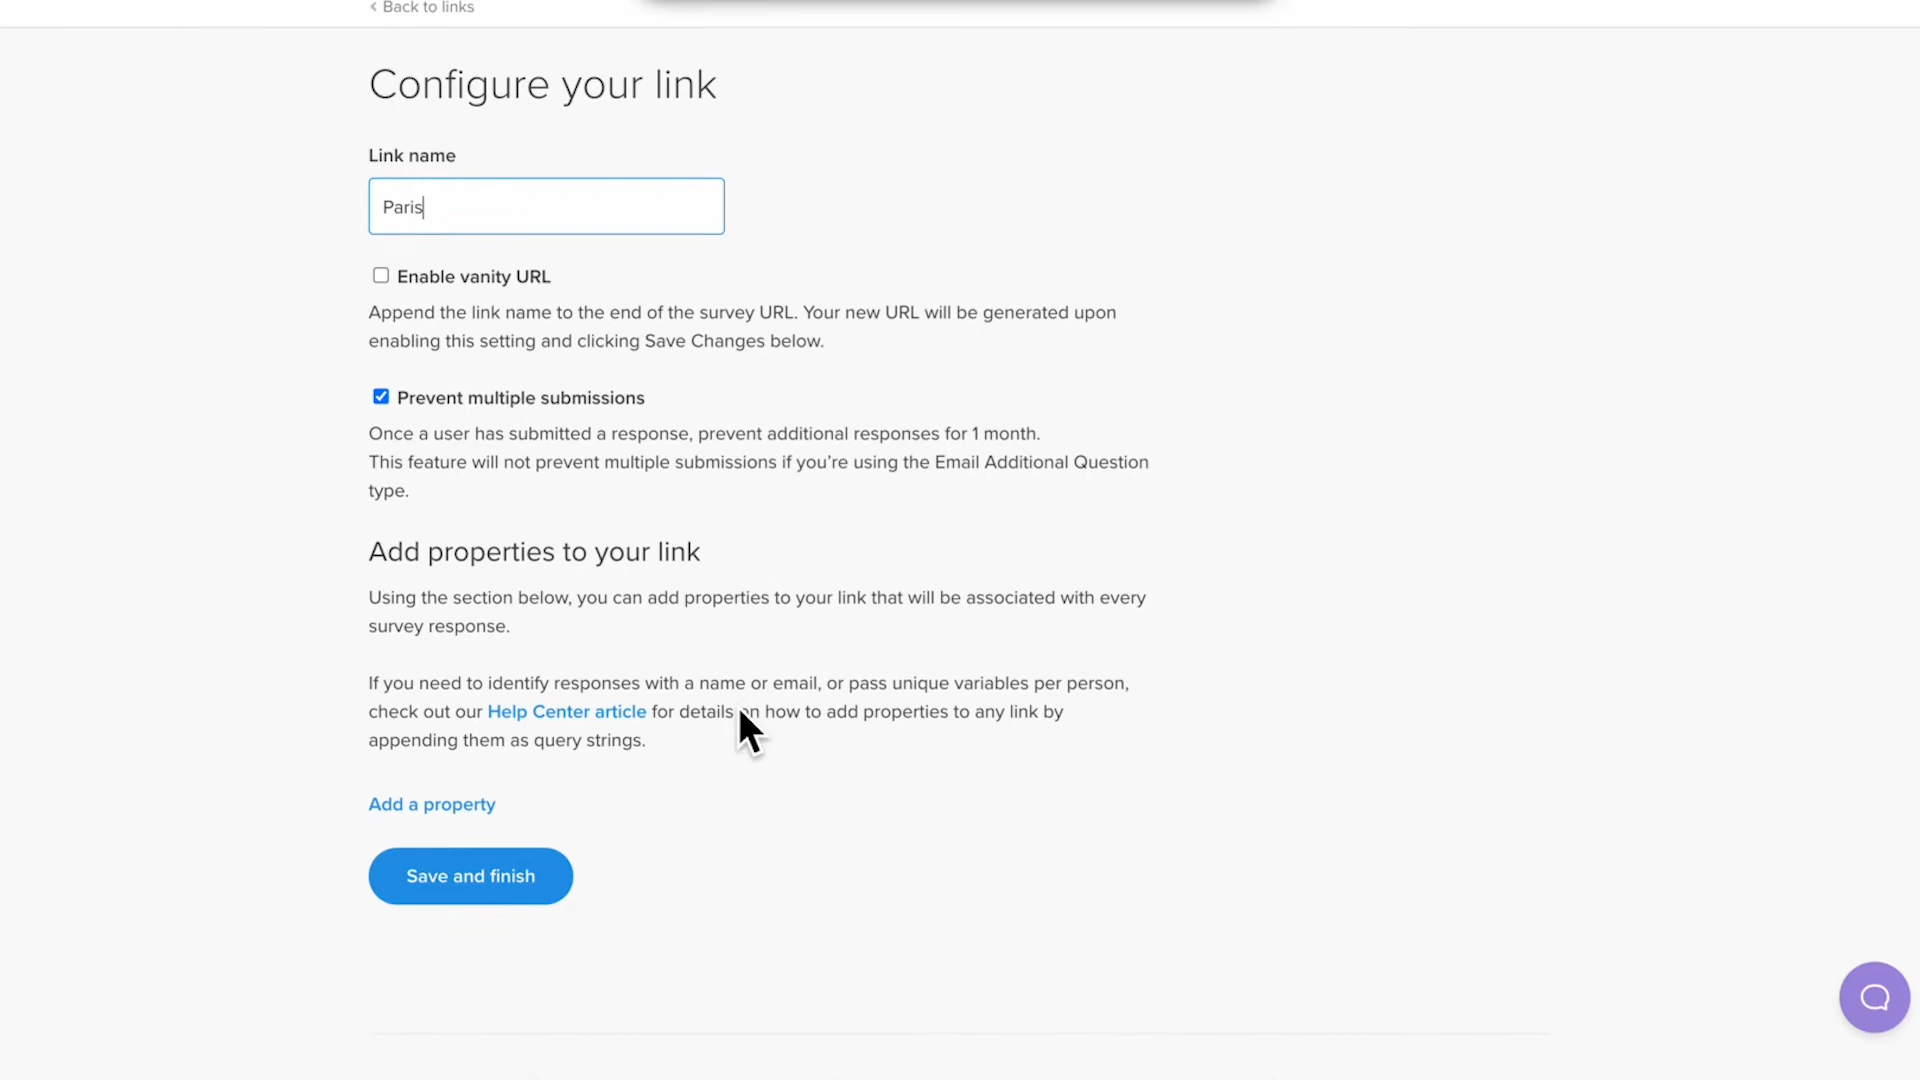 < Back to links
Configure your link
Link name
Paris
Enable vanity URL
Append the link name to the end of the survey URL. Your new URL will be generated upon
enabling this setting and clicking Save Changes below.
Prevent multiple submissions
Once a user has submitted a response, prevent additional responses for 1 month.
This feature will not prevent multiple submissions if you’re using the Email Additional Question
type.
Add properties to your link
Using the section below, you can add properties to your link that will be associated with every
survey response.
If you need to identify responses with a name or email, or pass unique variables per person,
check out our Help Center article for details on how to add properties to any link by
appending them as query strings.
Add a property
Save and finish